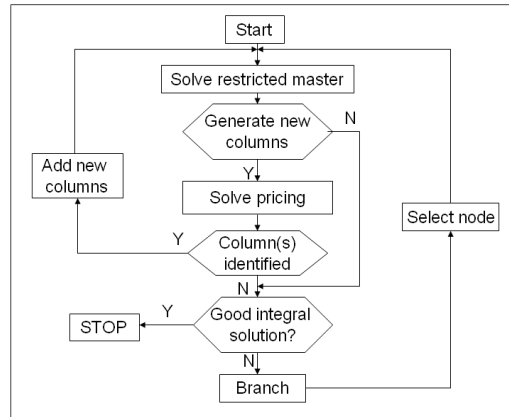 Start
Solve restricted master
Generate new
columns
N
Y
Add new
columns
Solve pricing
Select node
Y
Column(s)
identified
N
Y
Good integral
solution?
STOP
N
Branch